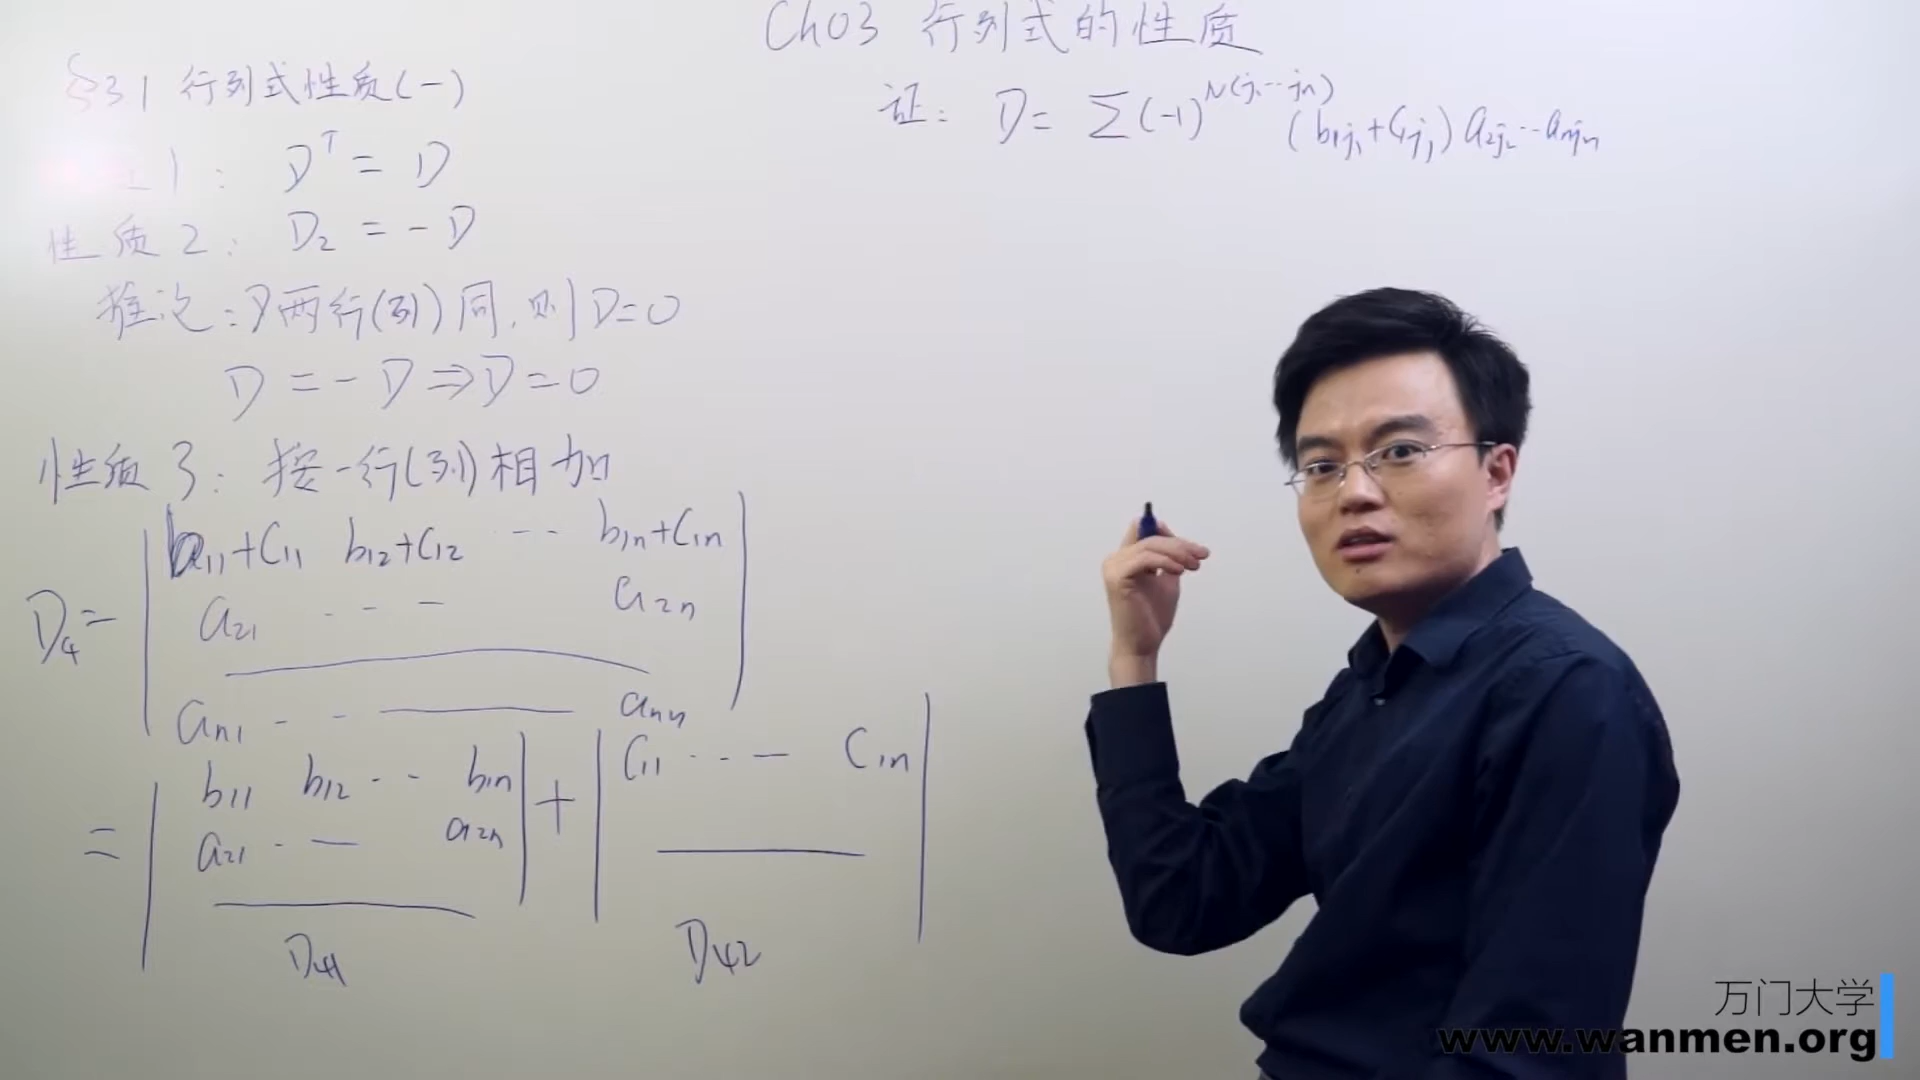 Ch03 行列式的性质
§3.1 行列式性质(一)
1: Dᵀ = D
性质2: D₂ = -D
推论:D两行(列)同,则D=0
D = -D ⇒ D = 0
性质3: 按一行(列)相加
D₄ = | b₁₁+C₁₁ b₁₂+C₁₂ ··· b₁ₙ+C₁ₙ |
a₂₁ ··· a₂ₙ
aₙ₁ ··· aₙₙ
= | b₁₁ b₁₂ ··· b₁ₙ | + | C₁₁ ··· C₁ₙ |
a₂₁ ··· a₂ₙ
D₄₁ D₄₂
证: D = Σ(-1)^N(j₁···jₙ) (b₁j₁+C₁j₁) a₂j₂···aₙjₙ
万门大学
www.wanmen.org